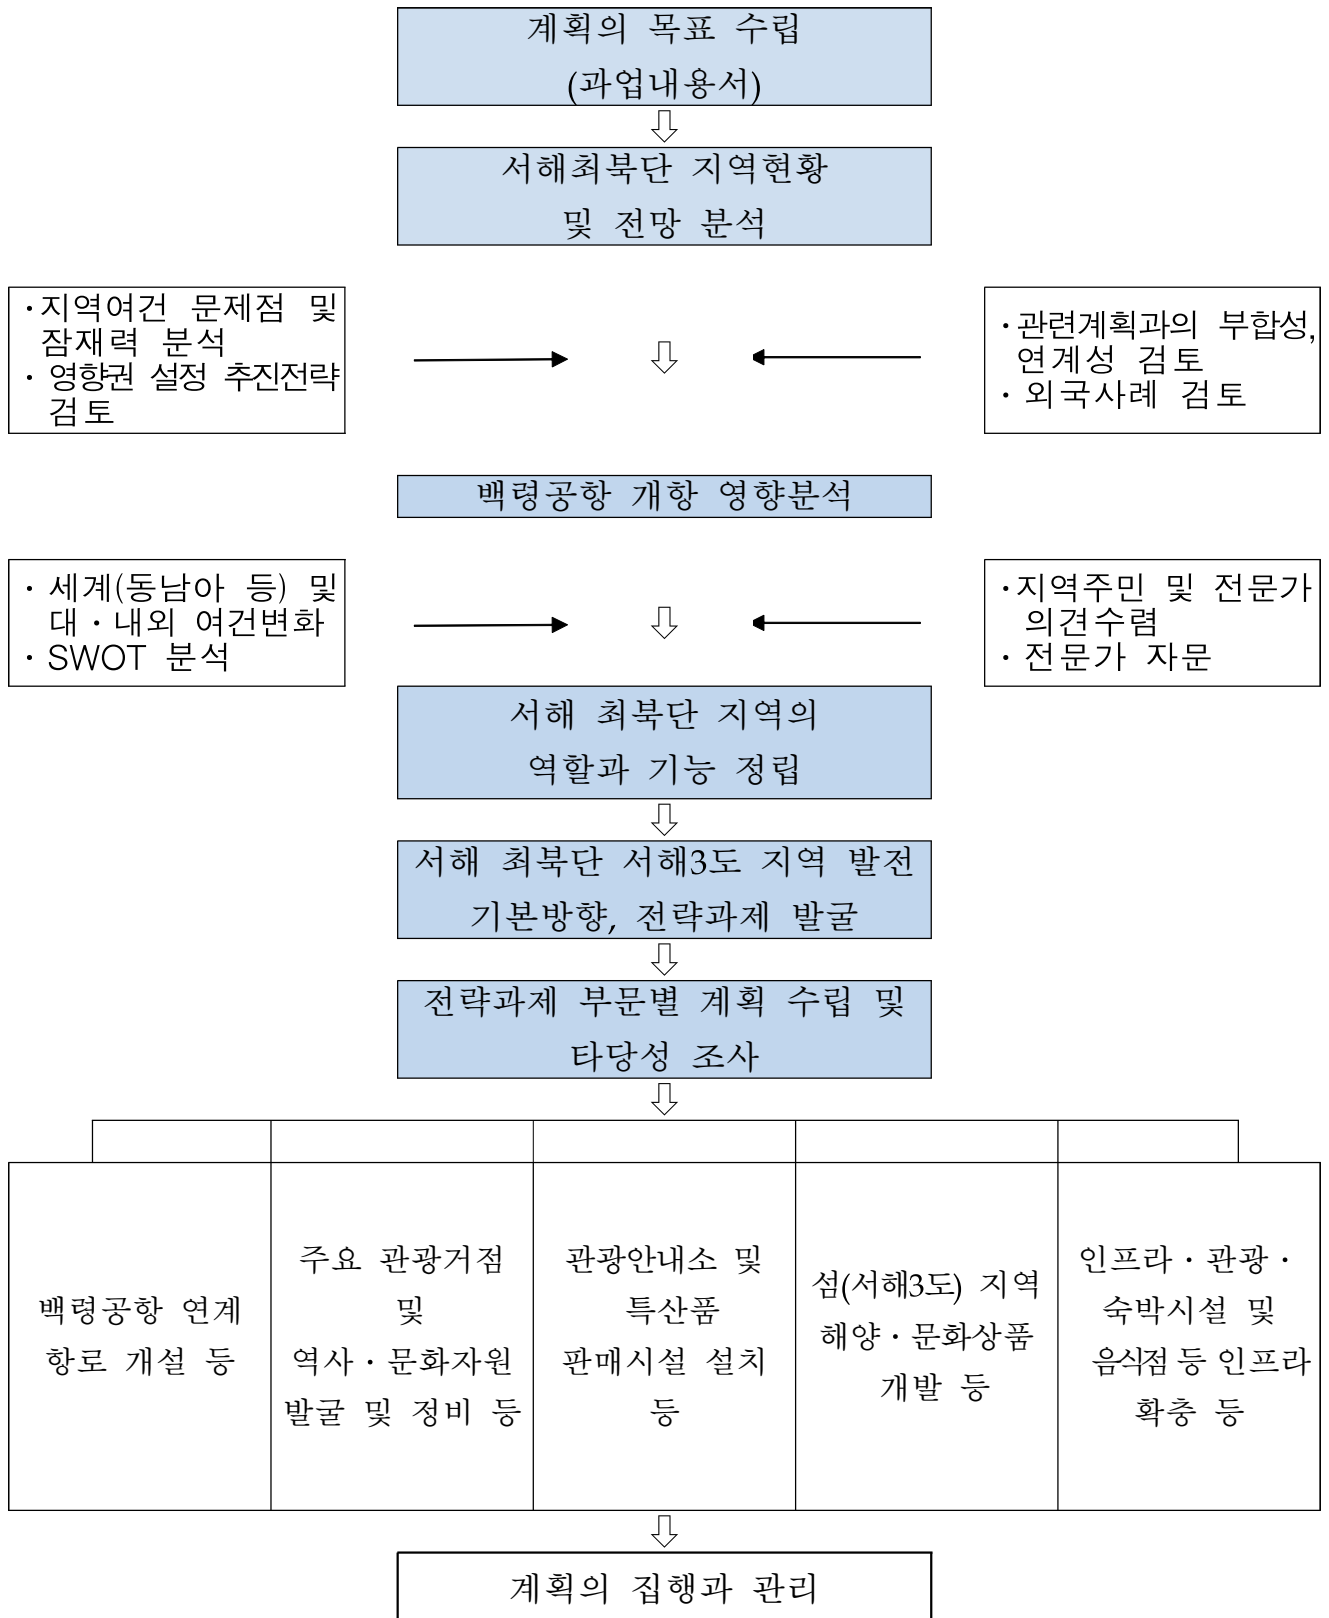 계획의 목표 수립
(과업내용서)
서해최북단 지역현황
및 전망 분석
·지역여건 문제점 및
잠재력 분석
· 영향권 설정 추진전략
검토
·관련계획과의 부합성,
연계성 검토
· 외국사례 검토
백령공항 개항 영향분석
· 세계(동남아 등) 및
대·내외 여건변화
· SWOT 분석
·지역주민 및 전문가
의견수렴
· 전문가 자문
서해 최북단 지역의
역할과 기능 정립
서해 최북단 서해3도 지역 발전
기본방향, 전략과제 발굴
전략과제 부문별 계획 수립 및
타당성 조사
백령공항 연계
항로 개설 등
주요 관광거점
및
역사·문화자원
발굴 및 정비 등
관광안내소 및
특산품
판매시설 설치
등
섬(서해3도) 지역
해양·문화상품
개발 등
인프라·관광·
숙박시설 및
음식점 등 인프라
확충 등
계획의 집행과 관리